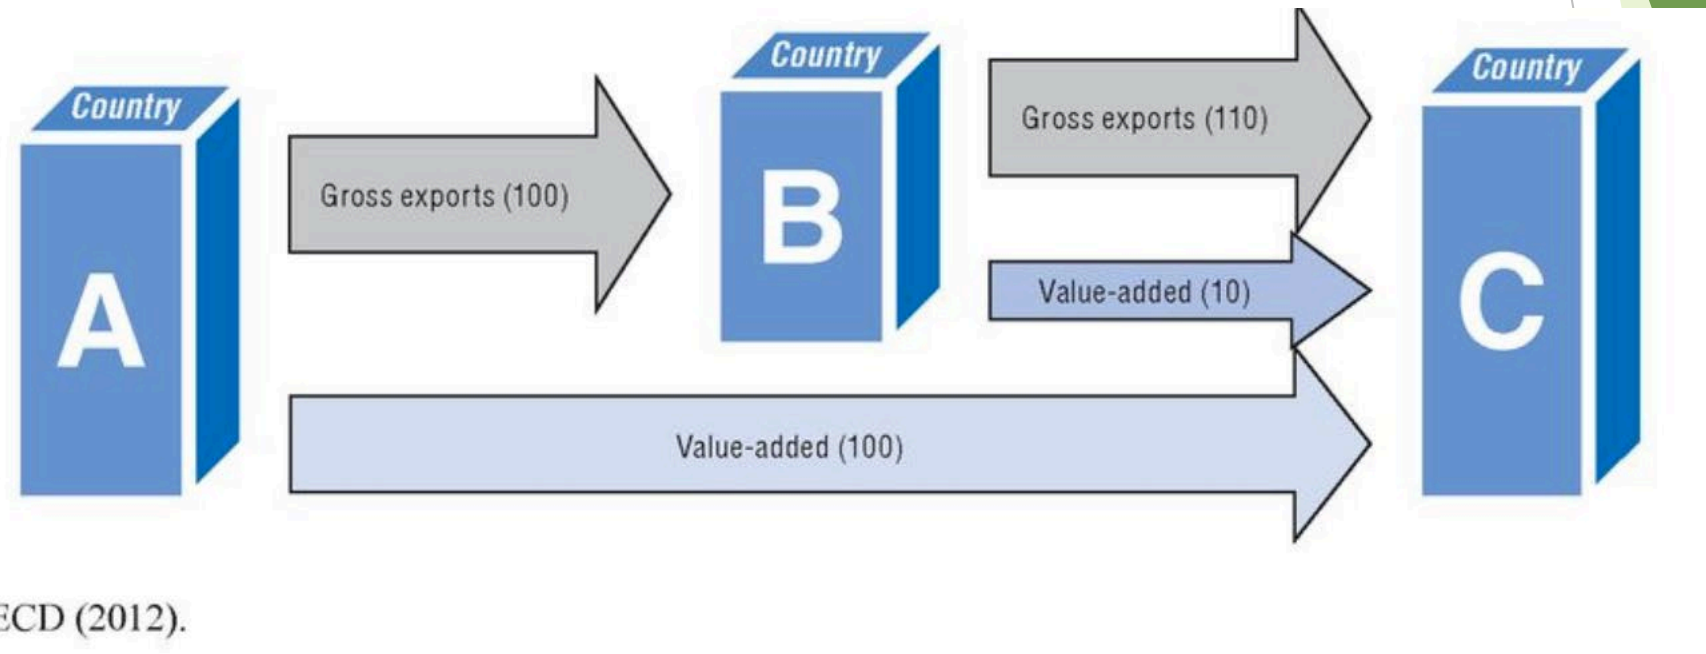 Country
A
Gross exports (100)
Country
B
Gross exports (110)
Value-added (10)
Value-added (100)
Country
C
ECD (2012).